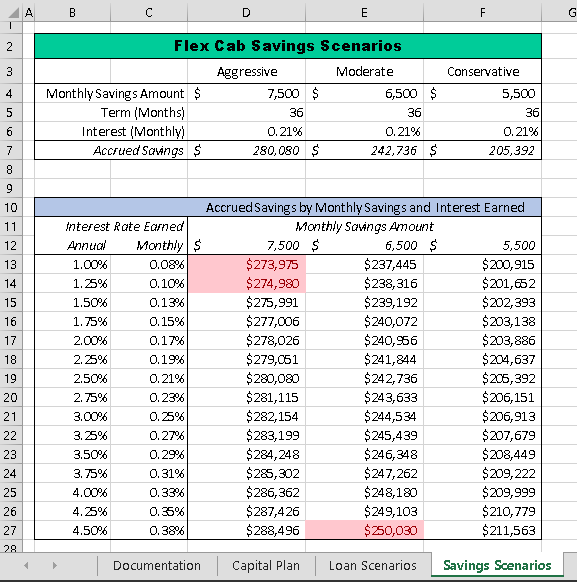 A B C D E F G
1
2 Flex Cab Savings Scenarios
3 Aggressive Moderate Conservative
4 Monthly Savings Amount $ 7,500 $ 6,500 $ 5,500
5 Term (Months) 36 36 36
6 Interest (Monthly) 0.21% 0.21% 0.21%
7 Accrued Savings $ 280,080 $ 242,736 $ 205,392
8
9
10 Accrued Savings by Monthly Savings and Interest Earned
11 Interest Rate Earned Monthly Savings Amount
12 Annual Monthly $ 7,500 $ 6,500 $ 5,500
13 1.00% 0.08% $273,975 $237,445 $200,915
14 1.25% 0.10% $274,980 $238,316 $201,652
15 1.50% 0.13% $275,991 $239,192 $202,393
16 1.75% 0.15% $277,006 $240,072 $203,138
17 2.00% 0.17% $278,026 $240,956 $203,886
18 2.25% 0.19% $279,051 $241,844 $204,637
19 2.50% 0.21% $280,080 $242,736 $205,392
20 2.75% 0.23% $281,115 $243,633 $206,151
21 3.00% 0.25% $282,154 $244,534 $206,913
22 3.25% 0.27% $283,199 $245,439 $207,679
23 3.50% 0.29% $284,248 $246,348 $208,449
24 3.75% 0.31% $285,302 $247,262 $209,222
25 4.00% 0.33% $286,362 $248,180 $209,999
26 4.25% 0.35% $287,426 $249,103 $210,779
27 4.50% 0.38% $288,496 $250,030 $211,563
28
Documentation Capital Plan Loan Scenarios Savings Scenarios